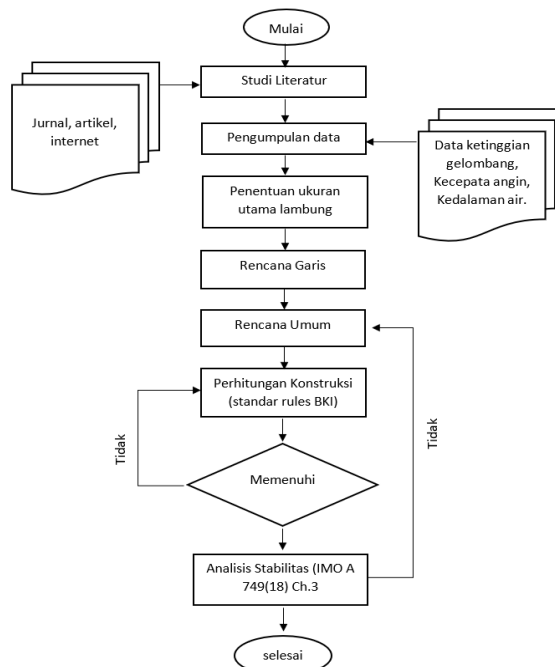 Mulai
Studi Literatur
Jurnal, artikel,
internet
Pengumpulan data
Data ketinggian
gelombang,
Kecepata angin,
Kedalaman air.
Penentuan ukuran
utama lambung
Rencana Garis
Rencana Umum
Perhitungan Konstruksi
(standar rules BKI)
Tidak
Tidak
Memenuhi
Analisis Stabilitas (IMO A
749(18) Ch.3
selesai